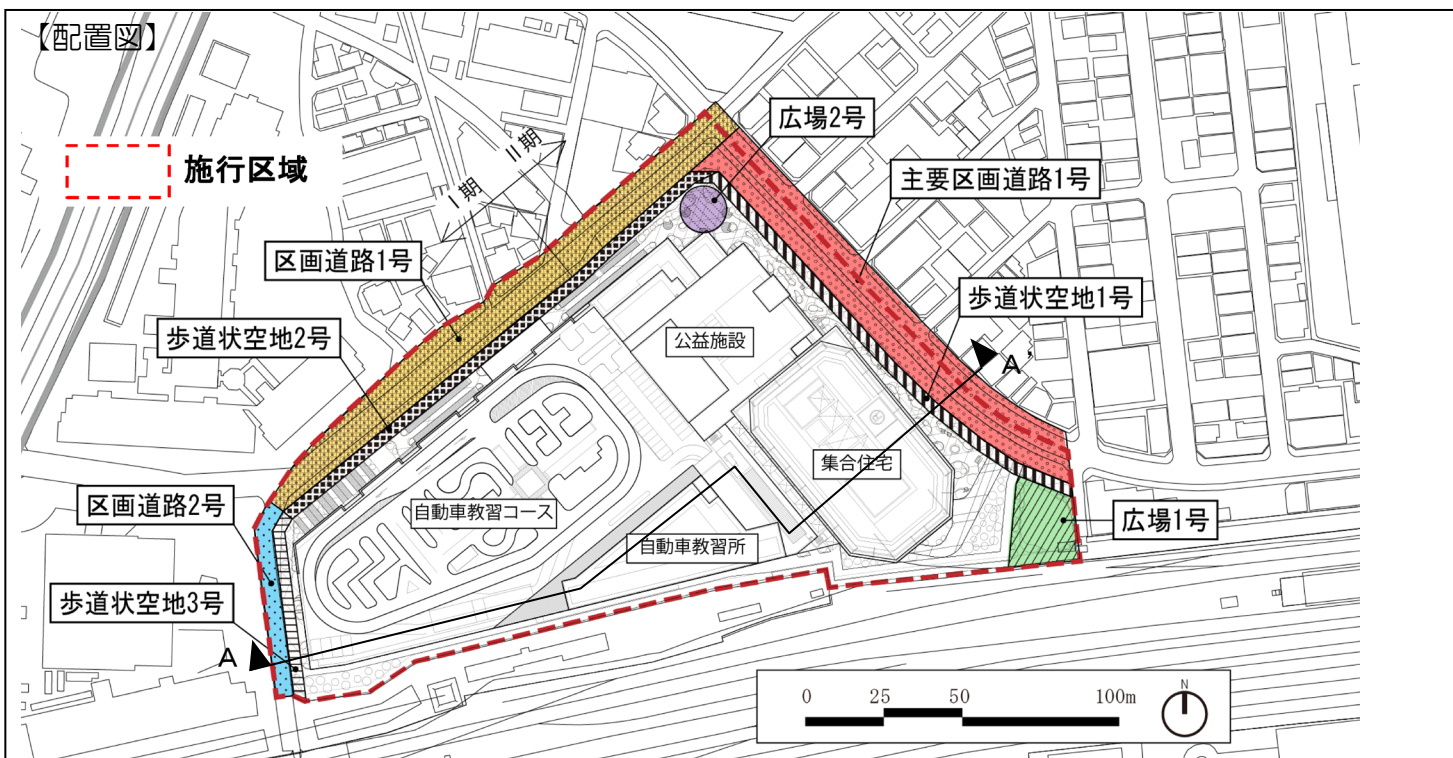 【配置図】
広場2号
Ⅱ期
施行区域
主要区画道路1号
Ⅰ期
区画道路1号
歩道状空地1号
歩道状空地2号
公益施設
A'
集合住宅
区画道路2号
自動車教習コース
広場1号
自動車教習所
歩道状空地3号
A
0 25 50 100m
N